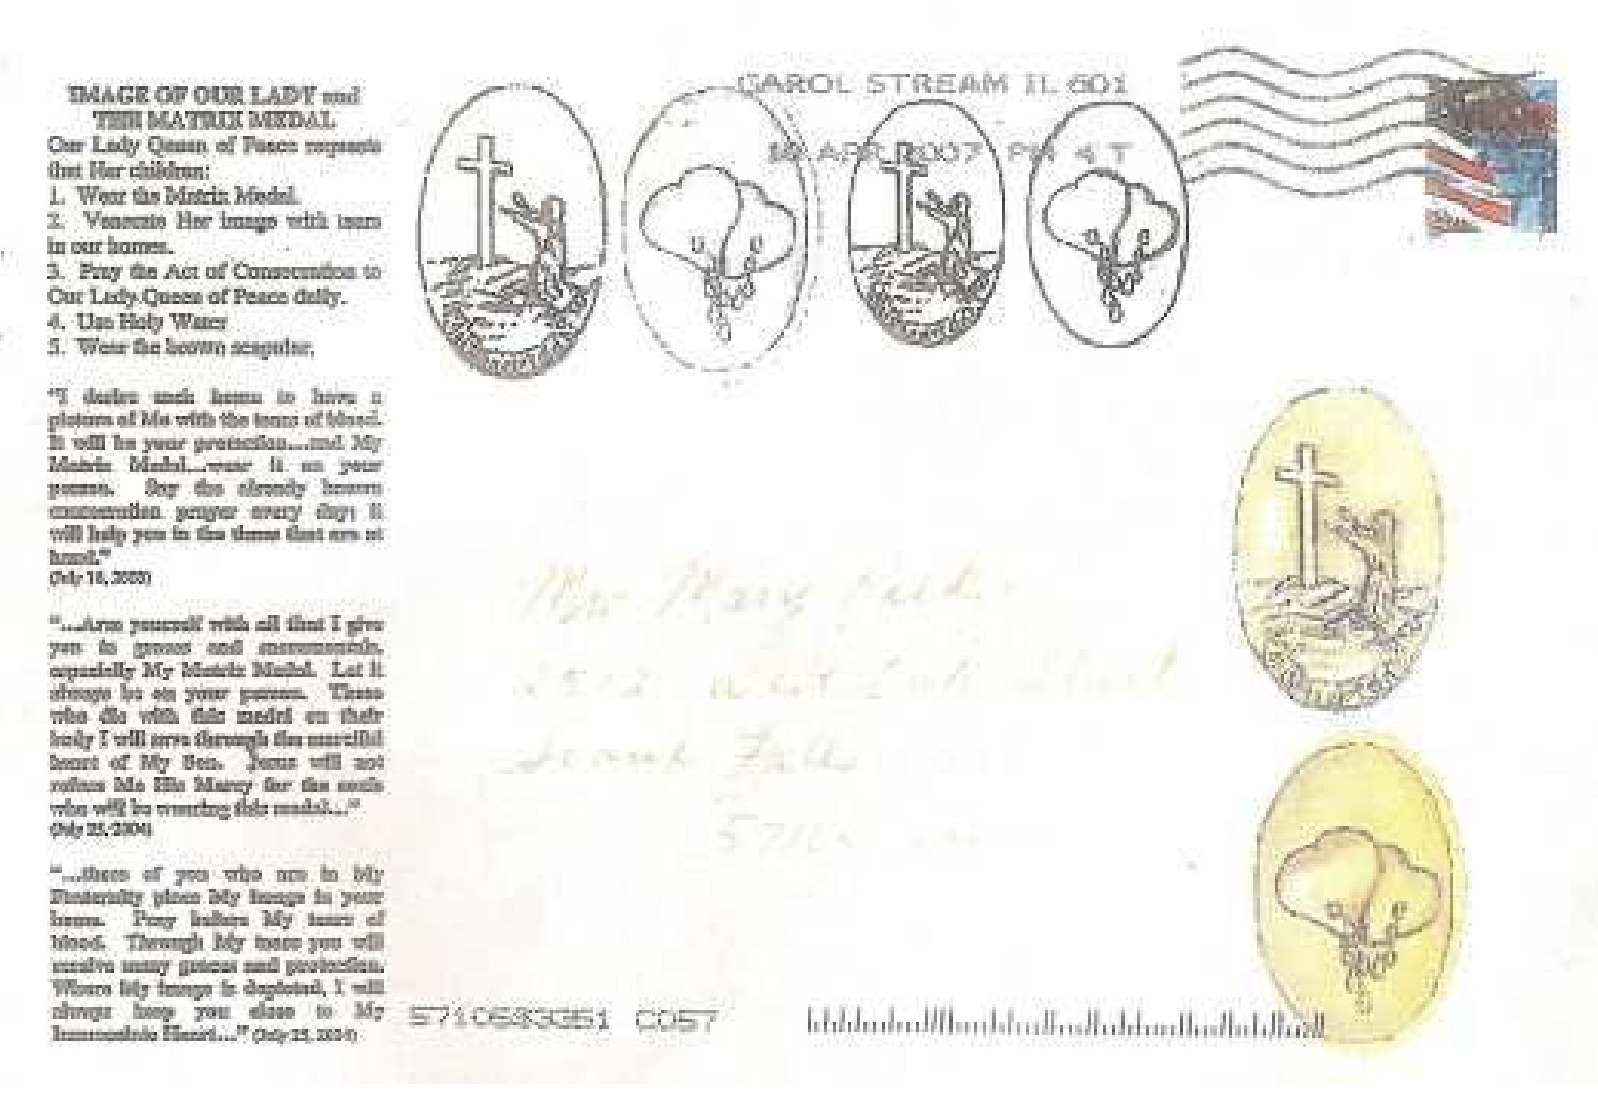 IMAGE OF OUR LADY and
THE MATRIX MEDAL
Our Lady Queen of Peace requests
that Her children:
1. Wear the Matrix Medal.
2. Venerate Her image with tears
in our homes.
3. Pray the Act of Consecration to
Our Lady Queen of Peace daily.
4. Use Holy Water
5. Wear the brown scapular.
"I desire each home to have a
picture of Me with the tears of blood.
It will be your protection...and My
Matrix Medal...wear it on your
person. Say the already known
consecration prayer every day; it
will help you in the times that are at
hand."
"...Arm yourself with all that I give
you in graces and sacramentals,
especially My Matrix Medal. Let it
always be on your person. Those
who die with this medal on their
body I will save through the merciful
heart of My Son. Jesus will not
refuse Me His Mercy for the souls
who will be wearing this medal..."
(July 25, 2004)
"...those of you who are in My
Fraternity place My image in your
home. Pray before My tears of
blood. Through My tears you will
receive many graces and protection.
Where My image is depicted, I will
always keep you close to My
Immaculate Heart..." (July 25, 2004)
CAROL STREAM IL 601
APR 2007 PM 4 T
Mrs Mary
Falls
C057